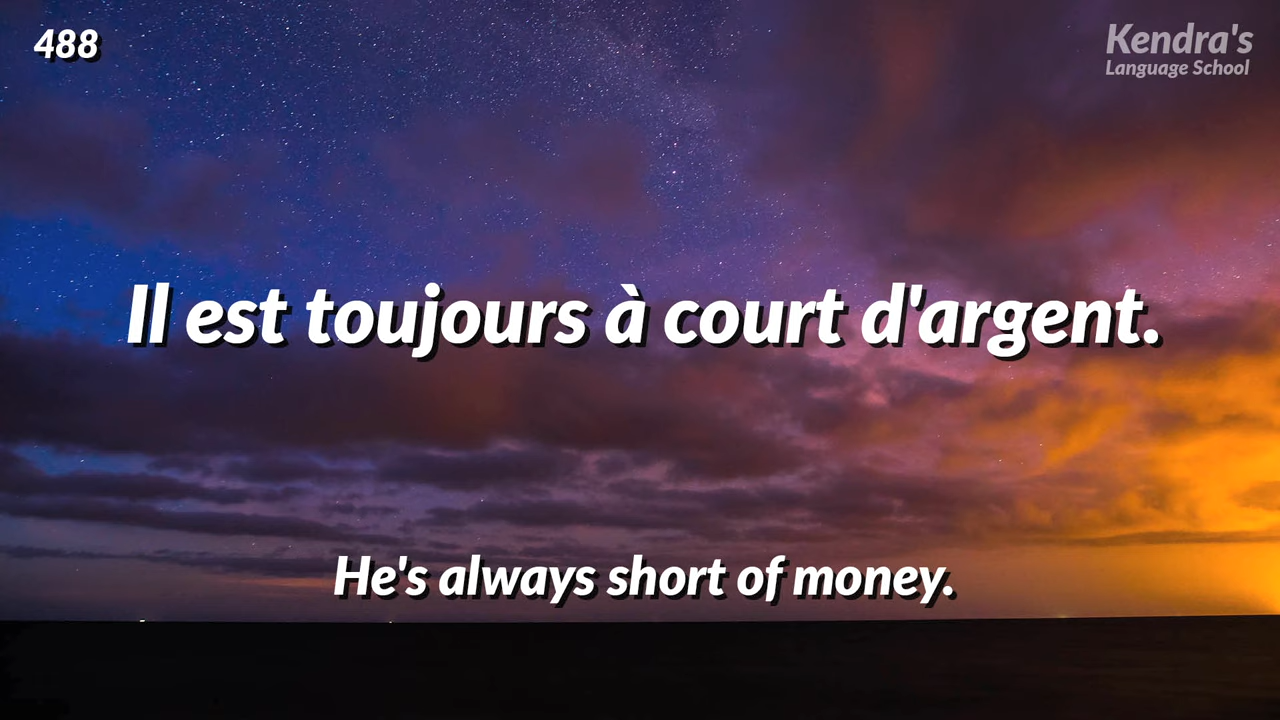 488
Kendra's
Language School
Il est toujours à court d'argent.
He's always short of money.